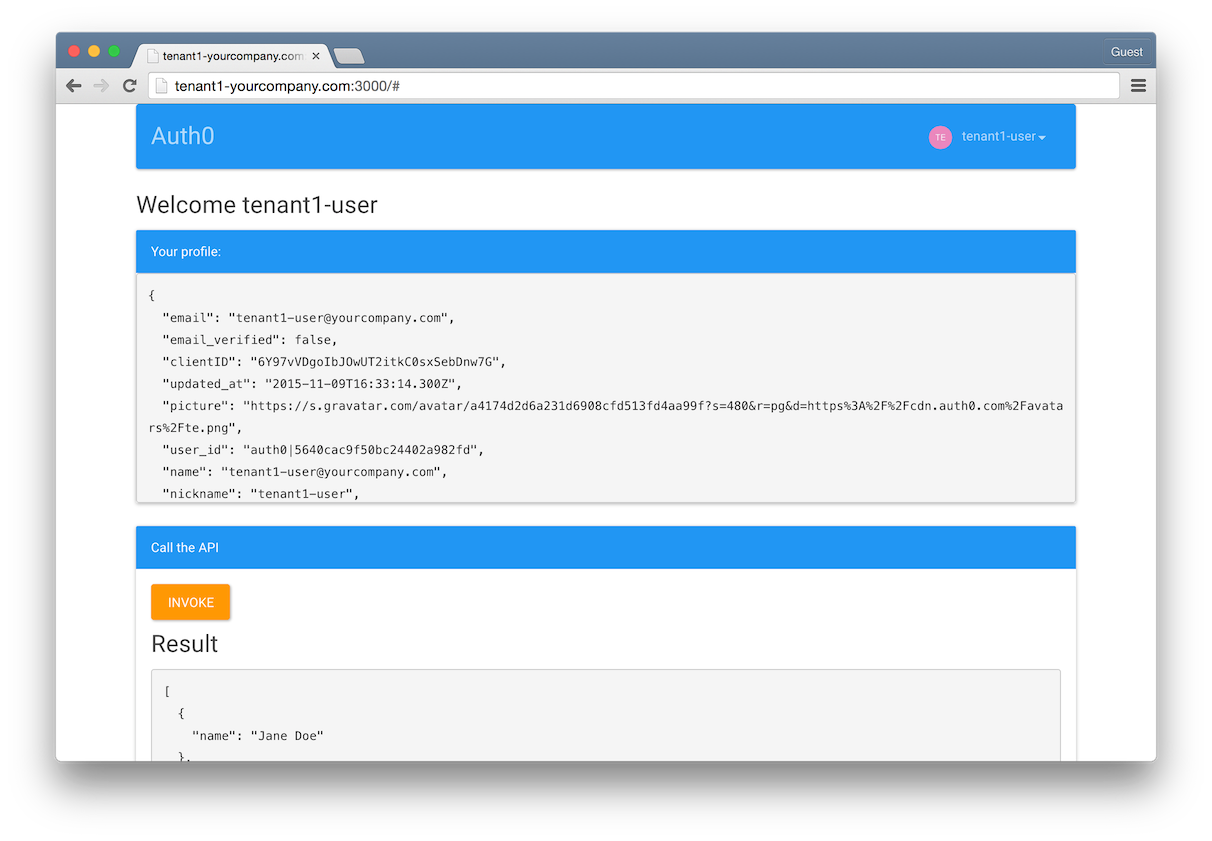 tenant1-yourcompany.com
Guest
tenant1-yourcompany.com:3000/#
Auth0
TE
tenant1-user
Welcome tenant1-user
Your profile:
{
"email": "tenant1-user@yourcompany.com",
"email_verified": false,
"clientID": "6Y97vVDgoIbJOwUT2itkC0sxSebDnw7G",
"updated_at": "2015-11-09T16:33:14.300Z",
"picture": "https://s.gravatar.com/avatar/a4174d2d6a231d6908cfd513fd4aa99f?s=480&r=pg&d=https%3A%2F%2Fcdn.auth0.com%2Favata
rs%2Fte.png",
"user_id": "auth0|5640cac9f50bc24402a982fd",
"name": "tenant1-user@yourcompany.com",
"nickname": "tenant1-user",
Call the API
INVOKE
Result
[
{
"name": "Jane Doe"
},